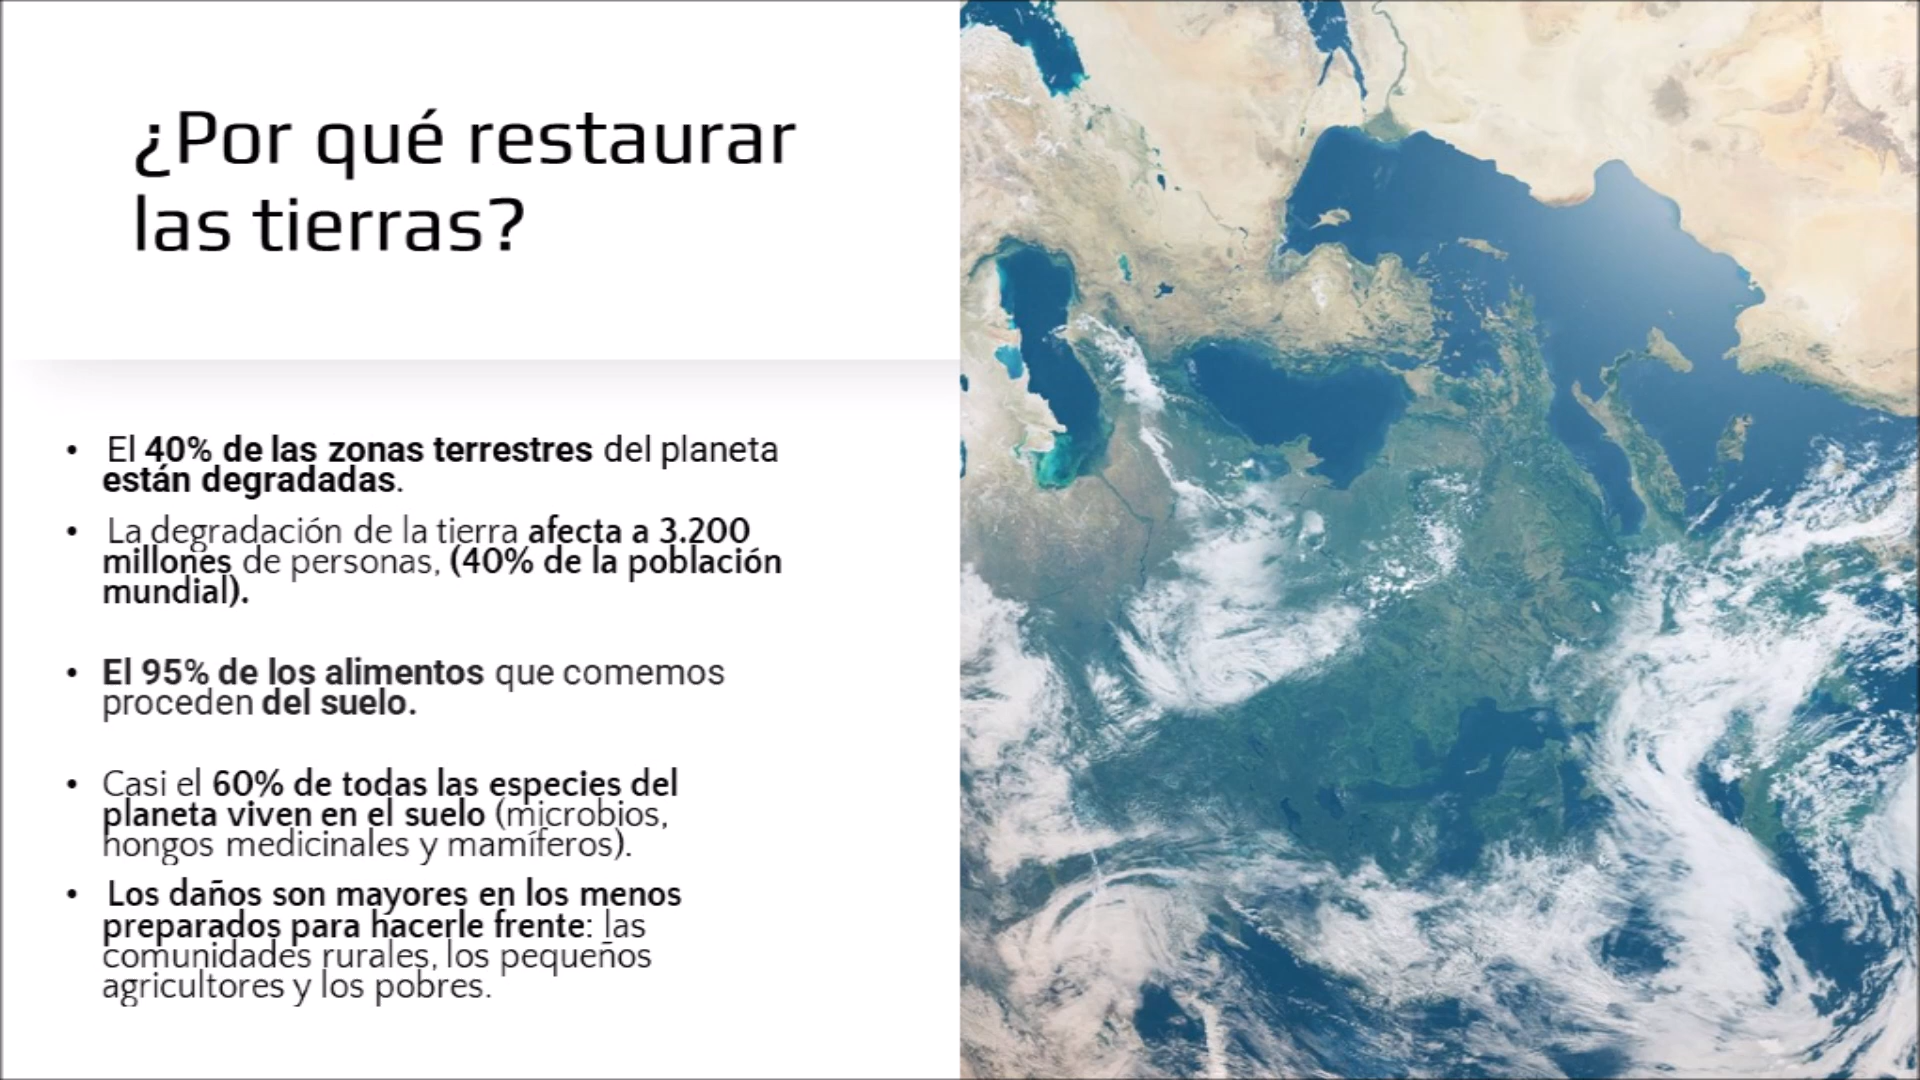 ¿Por qué restaurar
las tierras?
• El 40% de las zonas terrestres del planeta
están degradadas.
• La degradación de la tierra afecta a 3.200
millones de personas, (40% de la población
mundial).
• El 95% de los alimentos que comemos
proceden del suelo.
• Casi el 60% de todas las especies del
planeta viven en el suelo (microbios,
hongos medicinales y mamíferos).
• Los daños son mayores en los menos
preparados para hacerle frente: las
comunidades rurales, los pequeños
agricultores y los pobres.